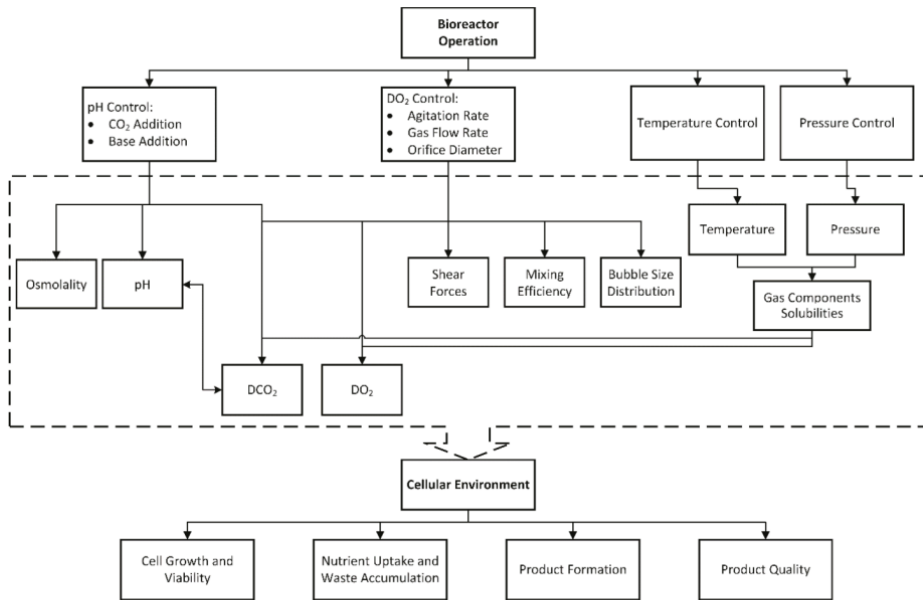 Bioreactor
Operation
pH Control:
• CO₂ Addition
• Base Addition
DO₂ Control:
• Agitation Rate
• Gas Flow Rate
• Orifice Diameter
Temperature Control
Pressure Control
Temperature
Pressure
Osmolality
pH
Shear
Forces
Mixing
Efficiency
Bubble Size
Distribution
Gas Components
Solubilities
DCO₂
DO₂
Cellular Environment
Cell Growth and
Viability
Nutrient Uptake and
Waste Accumulation
Product Formation
Product Quality